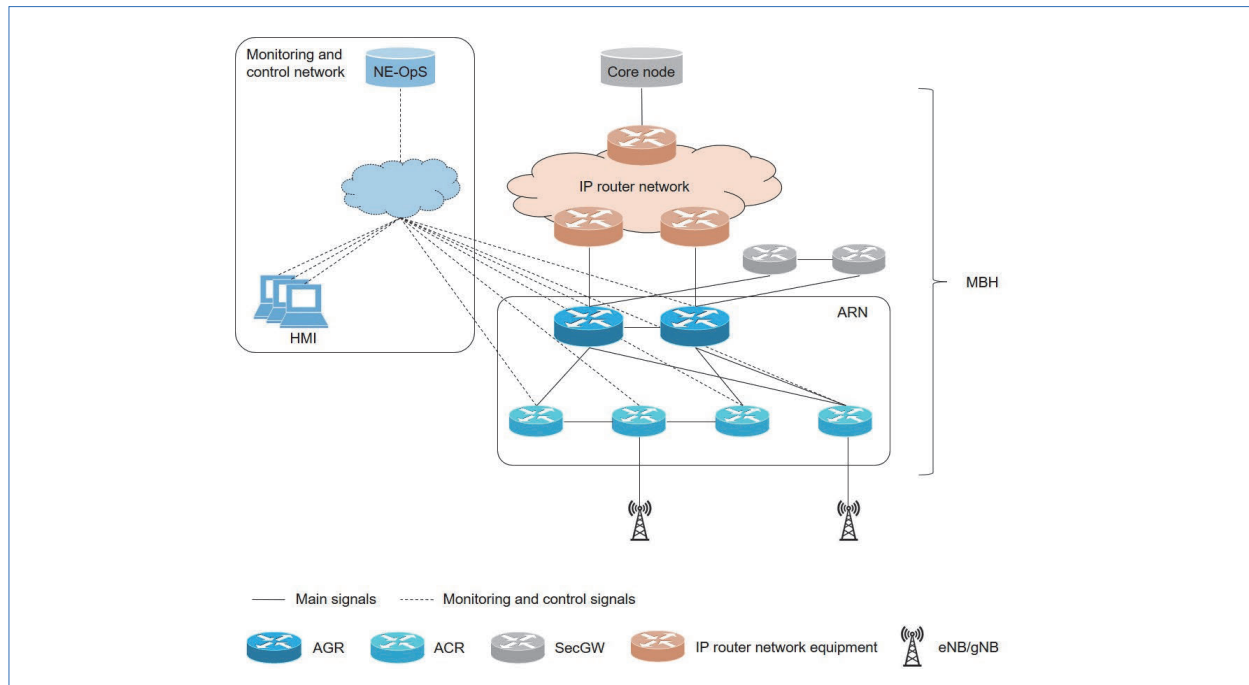 Monitoring and
control network
NE-OpS
Core node
IP router network
HMI
ARN
MBH
Main signals
Monitoring and control signals
AGR
ACR
SecGW
IP router network equipment
eNB/gNB